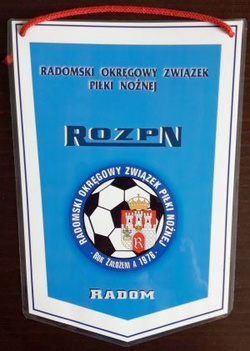 RADOMSKI OKRĘGOWY ZWIĄZEK
PIŁKI NOŻNEJ
ROZPN
RADOMSKI OKRĘGOWY ZWIĄZEK PIŁKI NOŻNEJ
R
ROK ZAŁOŻENIA 1976
RADOM